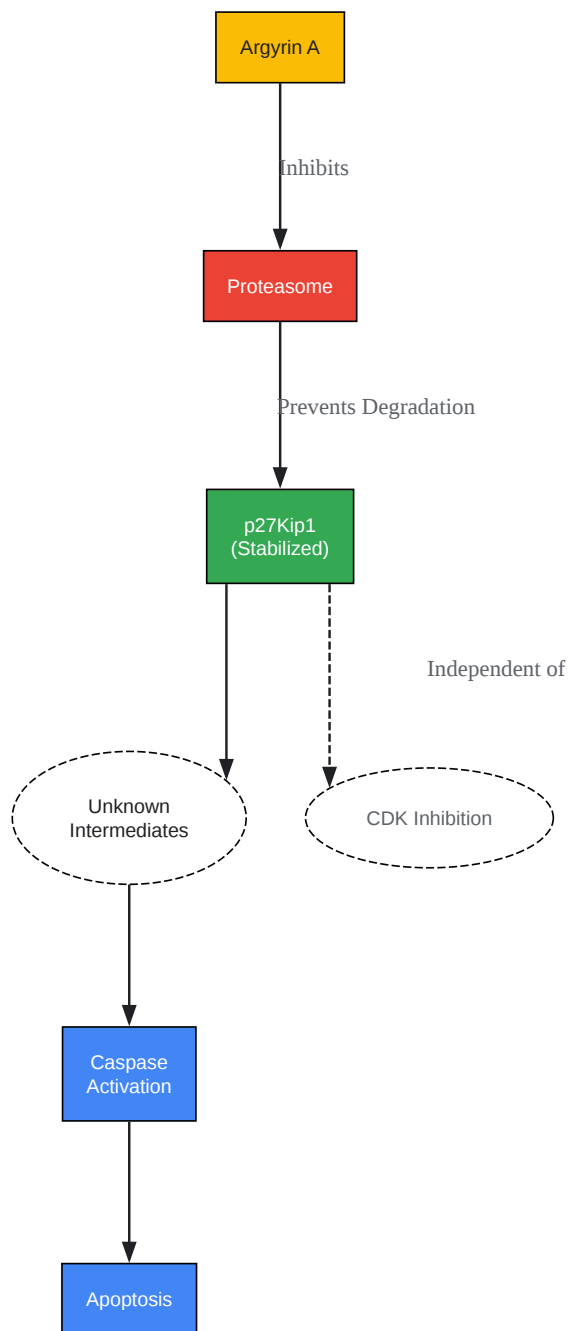 Argyrin A
Inhibits
Proteasome
Prevents Degradation
p27Kip1
(Stabilized)
Independent of
Unknown
Intermediates
CDK Inhibition
Caspase
Activation
Apoptosis